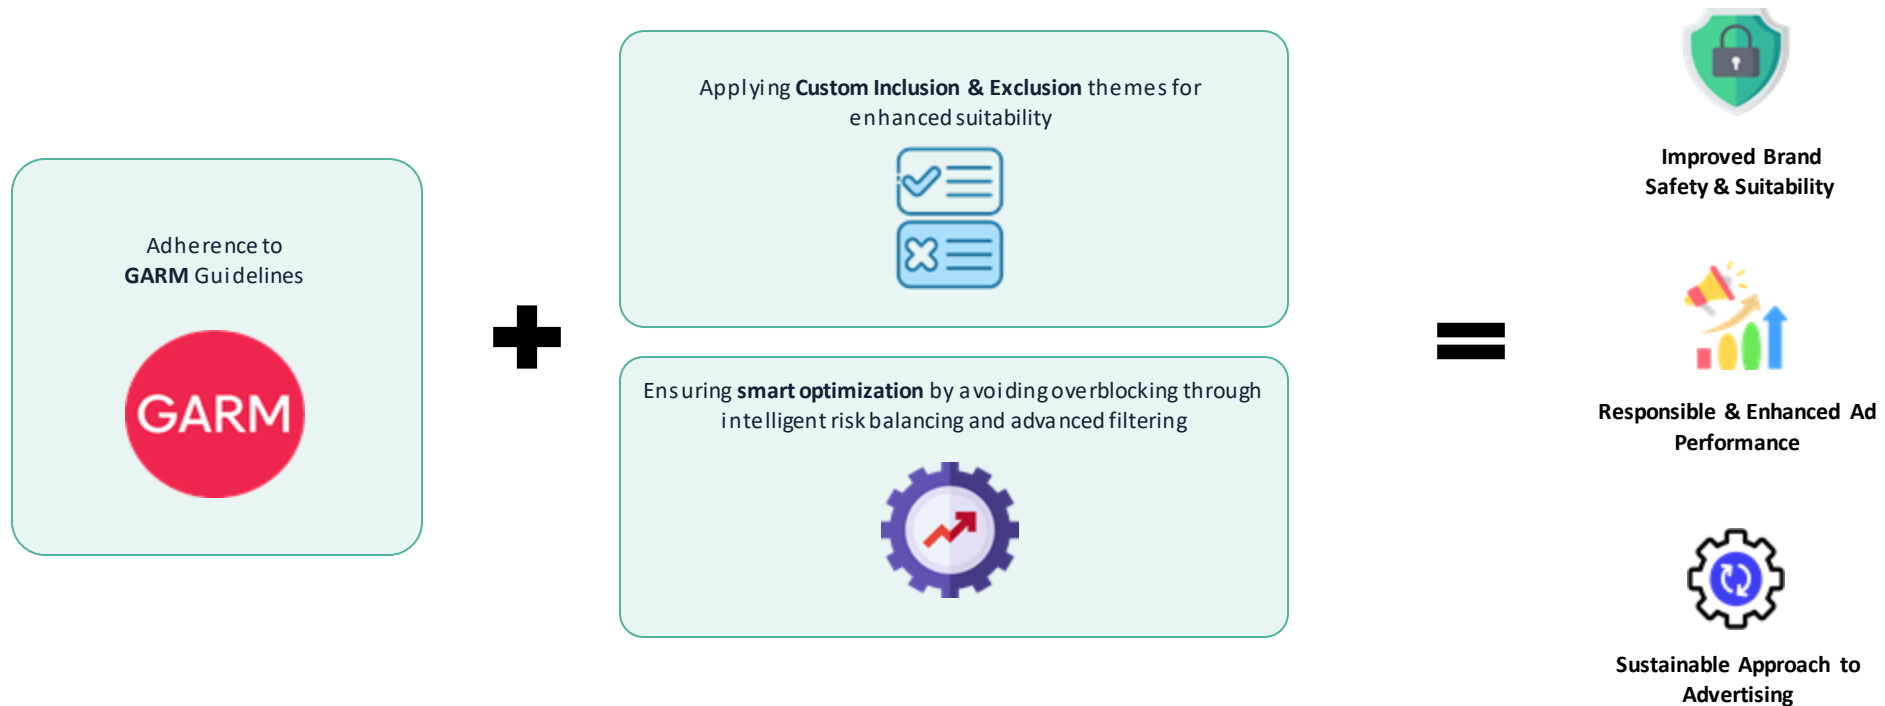 Adherence to
GARM Guidelines
GARM
Applying Custom Inclusion & Exclusion themes for
enhanced suitability
Ensuring smart optimization by avoiding overblocking through
intelligent risk balancing and advanced filtering
Improved Brand
Safety & Suitability
Responsible & Enhanced Ad
Performance
Sustainable Approach to
Advertising